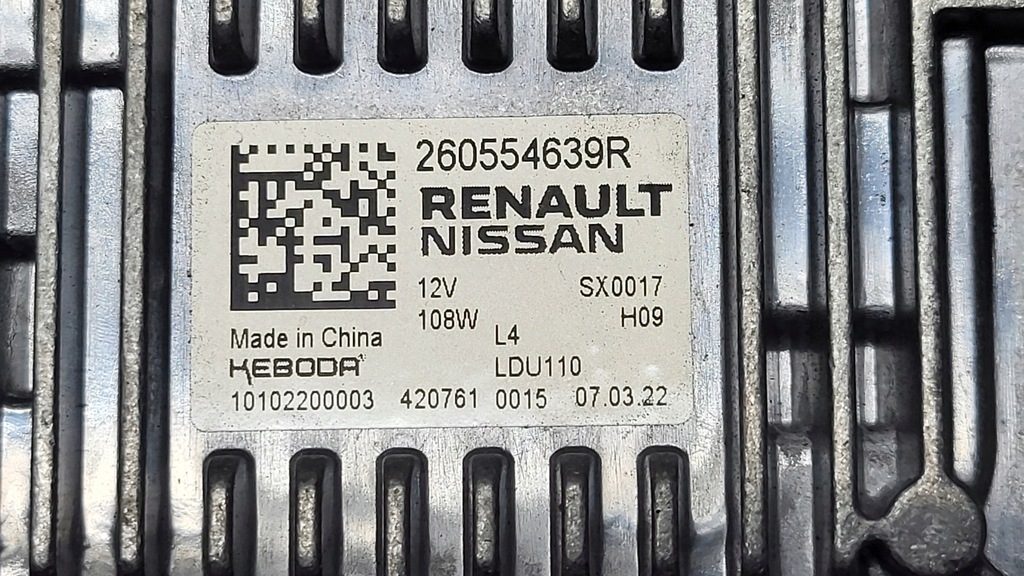 260554639R
RENAULT
NISSAN
12V SX0017
108W H09
L4
Made in China
KEBODA LDU110
10102200003 420761 0015 07.03.22